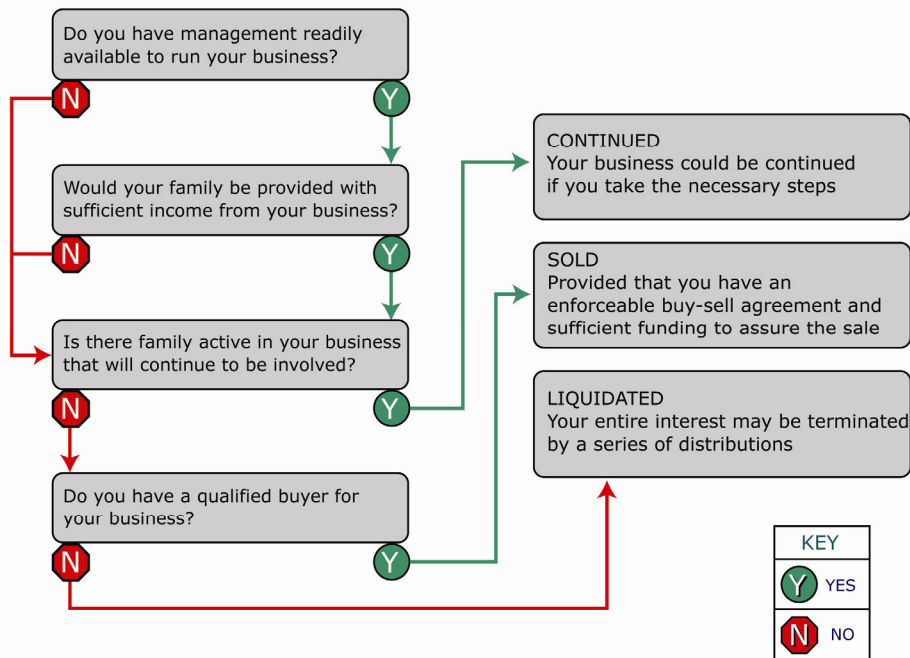 Do you have management readily
available to run your business?
N
Y
Would your family be provided with
sufficient income from your business?
N
Y
Is there family active in your business
that will continue to be involved?
N
Y
Do you have a qualified buyer for
your business?
N
Y
CONTINUED
Your business could be continued
if you take the necessary steps
SOLD
Provided that you have an
enforceable buy-sell agreement and
sufficient funding to assure the sale
LIQUIDATED
Your entire interest may be terminated
by a series of distributions
KEY
Y YES
N NO